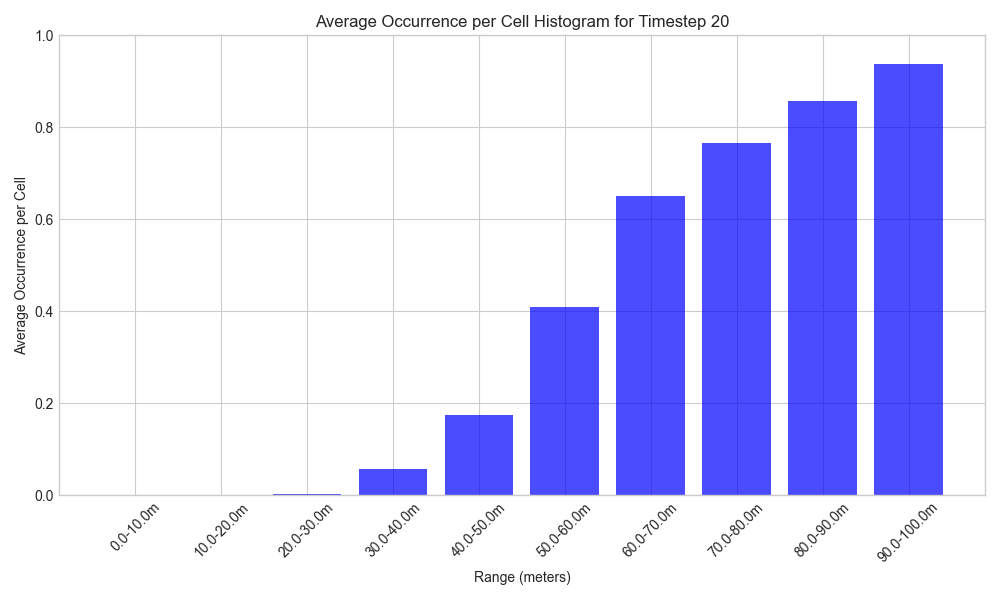 Average Occurrence per Cell Histogram for Timestep 20
Average Occurrence per Cell
1.0
0.8
0.6
0.4
0.2
0.0
0.0-10.0m
10.0-20.0m
20.0-30.0m
30.0-40.0m
40.0-50.0m
50.0-60.0m
60.0-70.0m
70.0-80.0m
80.0-90.0m
90.0-100.0m
Range (meters)